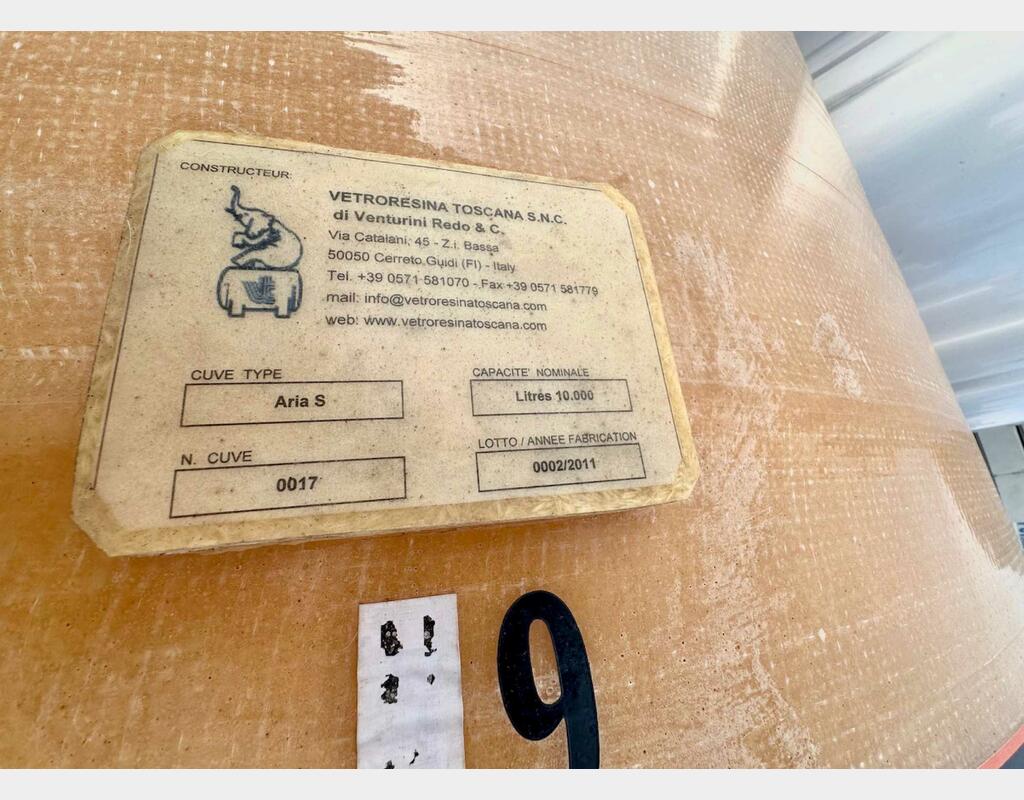 CONSTRUCTEUR:
VETRORESINA TOSCANA S.N.C.
di Venturini Redo & C.
Via Catalani, 45 - Z.i. Bassa
50050 Cerreto Guidi (FI) - Italy
Tel. +39 0571 581070 - Fax +39 0571 581779
mail: info@vetroresinatoscana.com
web: www.vetroresinatoscana.com
CUVE TYPE
Aria S
CAPACITE' NOMINALE
Litres 10.000
N. CUVE
0017
LOTTO / ANNEE FABRICATION
0002/2011
9